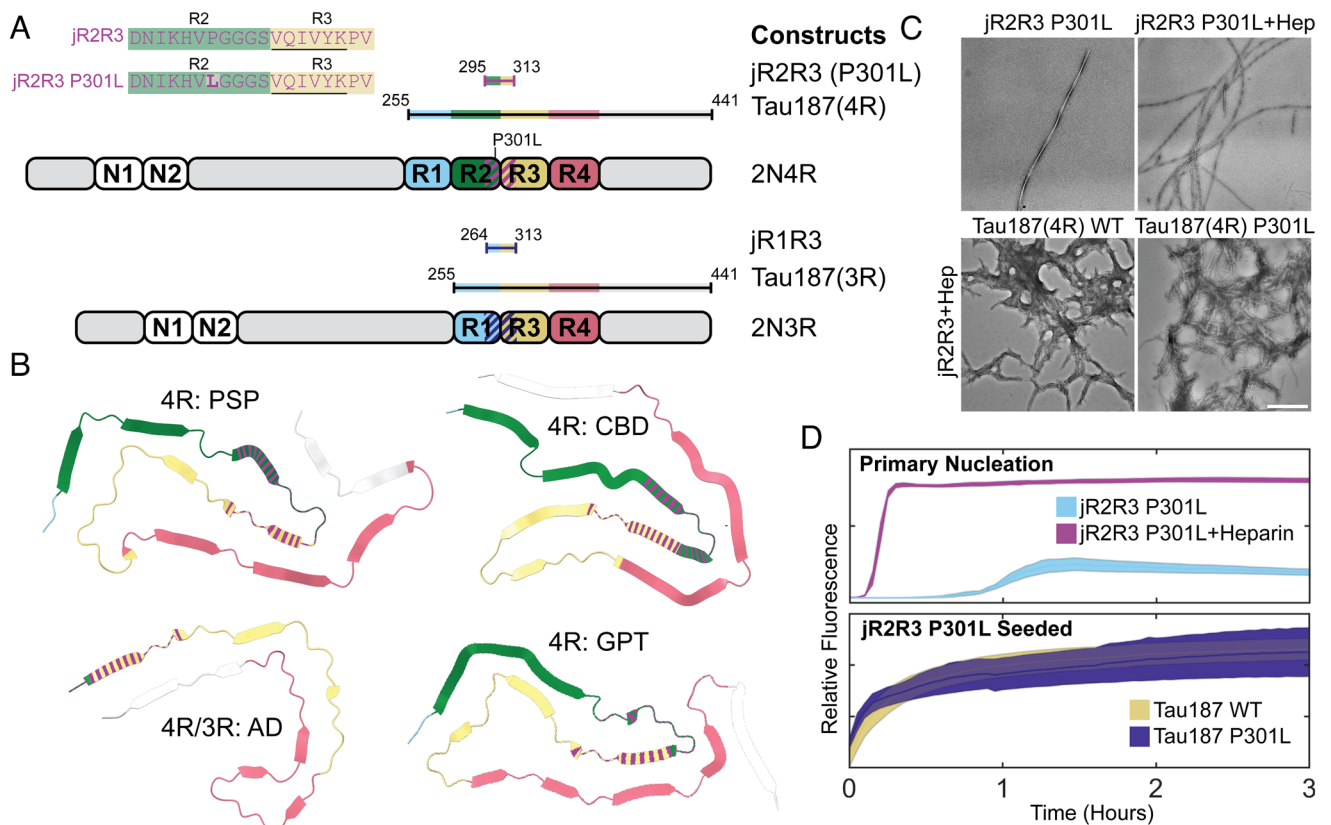 A
R2 R3
jR2R3 DNIKHVPGGGSVQIVYKPV
R2 R3
jR2R3 P301L DNIKHVLGGGSVQIVYKPV
Constructs
295 313 jR2R3 (P301L)
255 441 Tau187(4R)
P301L
N1 N2 R1 R2 R3 R4 2N4R
264 313 jR1R3
255 441 Tau187(3R)
N1 N2 R1 R3 R4 2N3R
B
4R: PSP
4R: CBD
4R/3R: AD
4R: GPT
C
jR2R3 P301L jR2R3 P301L+Hep
Tau187(4R) WT Tau187(4R) P301L
jR2R3+Hep
D
Relative Fluorescence
Primary Nucleation
jR2R3 P301L
jR2R3 P301L+Heparin
jR2R3 P301L Seeded
Tau187 WT
Tau187 P301L
0 1 2 3
Time (Hours)